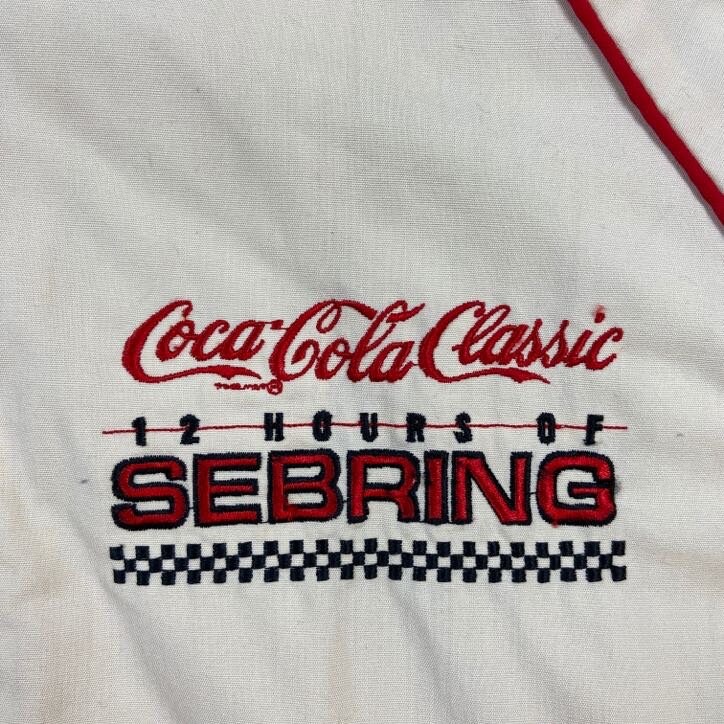 Coca-Cola Classic
12 HOURS OF
SEBRING